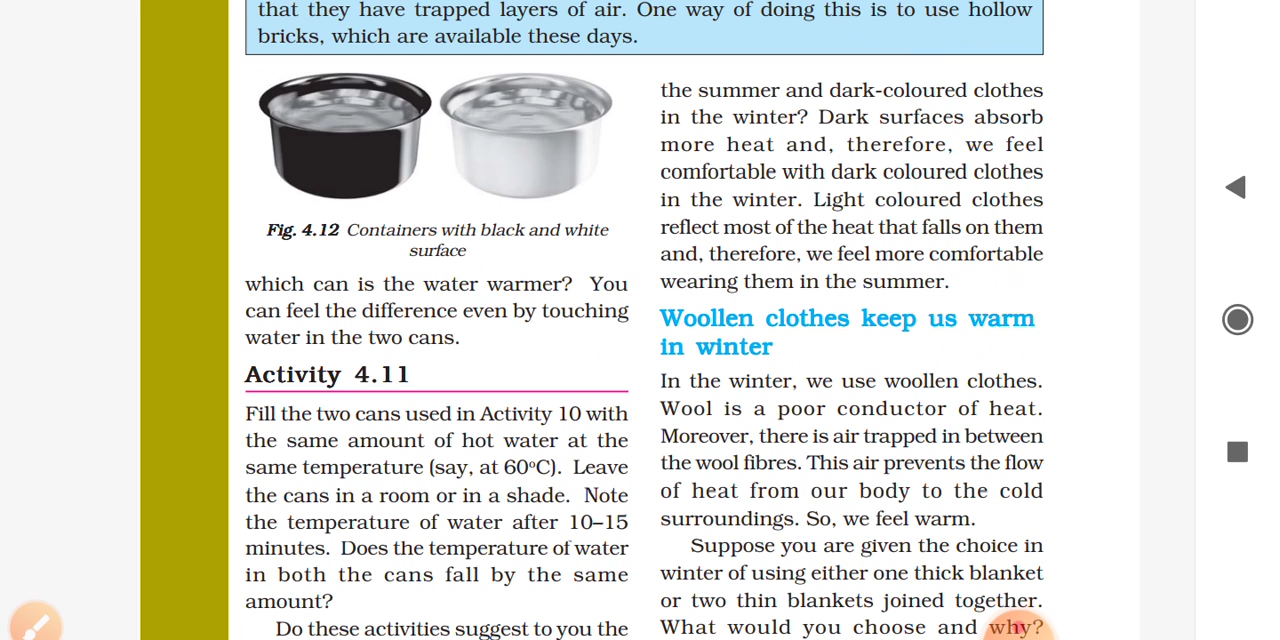 that they have trapped layers of air. One way of doing this is to use hollow
bricks, which are available these days.
Fig. 4.12 Containers with black and white
surface
which can is the water warmer? You
can feel the difference even by touching
water in the two cans.
Activity 4.11
Fill the two cans used in Activity 10 with
the same amount of hot water at the
same temperature (say, at 60°C). Leave
the cans in a room or in a shade. Note
the temperature of water after 10–15
minutes. Does the temperature of water
in both the cans fall by the same
amount?
Do these activities suggest to you the
the summer and dark-coloured clothes
in the winter? Dark surfaces absorb
more heat and, therefore, we feel
comfortable with dark coloured clothes
in the winter. Light coloured clothes
reflect most of the heat that falls on them
and, therefore, we feel more comfortable
wearing them in the summer.
Woollen clothes keep us warm
in winter
In the winter, we use woollen clothes.
Wool is a poor conductor of heat.
Moreover, there is air trapped in between
the wool fibres. This air prevents the flow
of heat from our body to the cold
surroundings. So, we feel warm.
Suppose you are given the choice in
winter of using either one thick blanket
or two thin blankets joined together.
What would you choose and why?